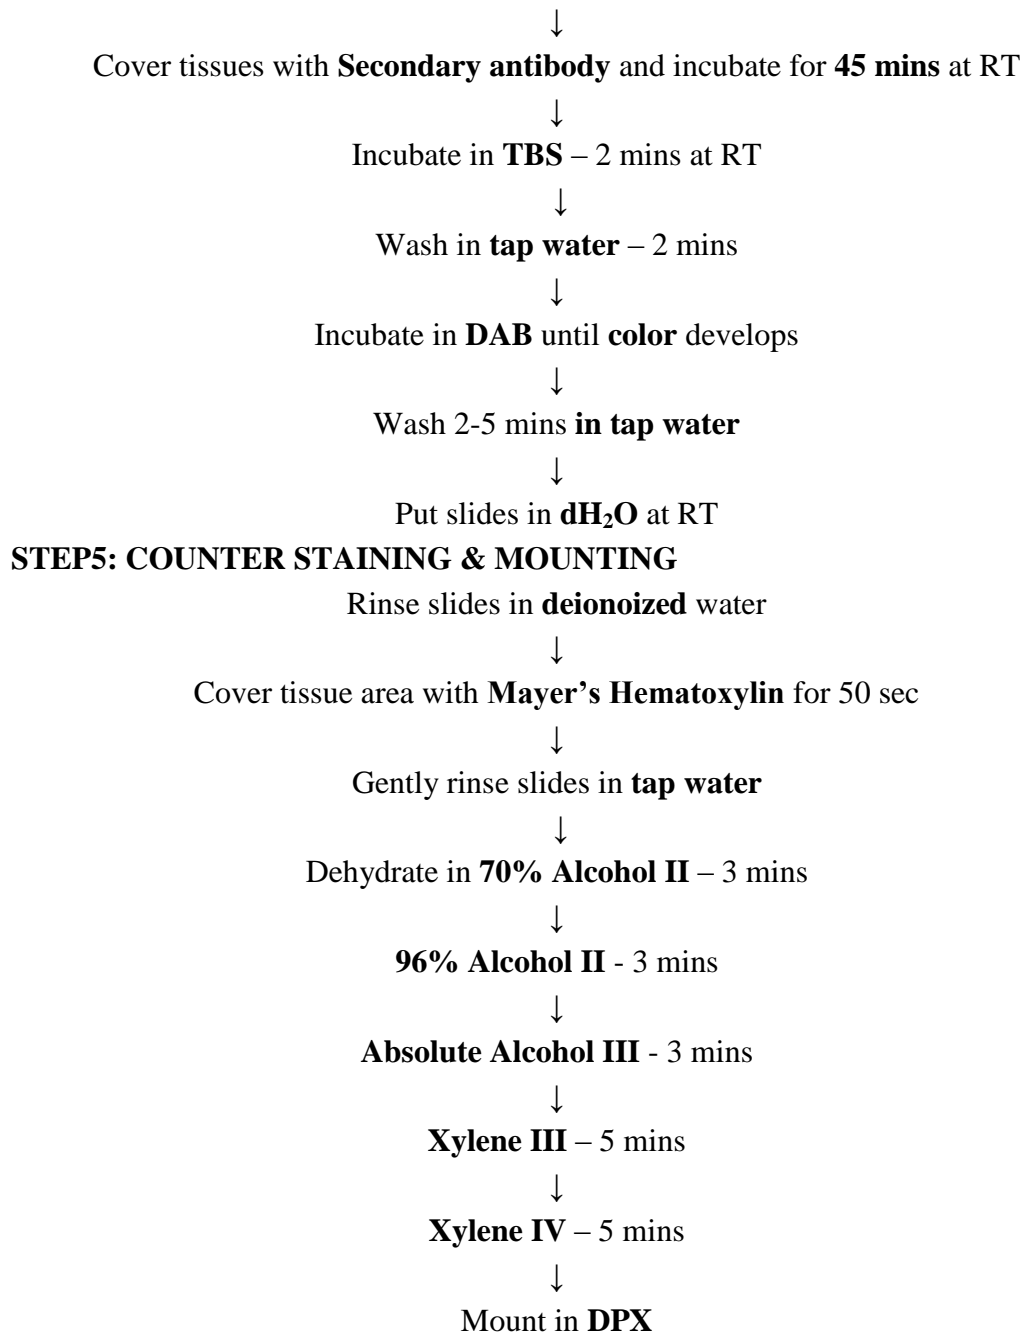 ↓
Cover tissues with Secondary antibody and incubate for 45 mins at RT
↓
Incubate in TBS – 2 mins at RT
↓
Wash in tap water – 2 mins
↓
Incubate in DAB until color develops
↓
Wash 2-5 mins in tap water
↓
Put slides in dH₂O at RT
STEP5: COUNTER STAINING & MOUNTING
Rinse slides in deionoized water
↓
Cover tissue area with Mayer’s Hematoxylin for 50 sec
↓
Gently rinse slides in tap water
↓
Dehydrate in 70% Alcohol II – 3 mins
↓
96% Alcohol II - 3 mins
↓
Absolute Alcohol III - 3 mins
↓
Xylene III – 5 mins
↓
Xylene IV – 5 mins
↓
Mount in DPX